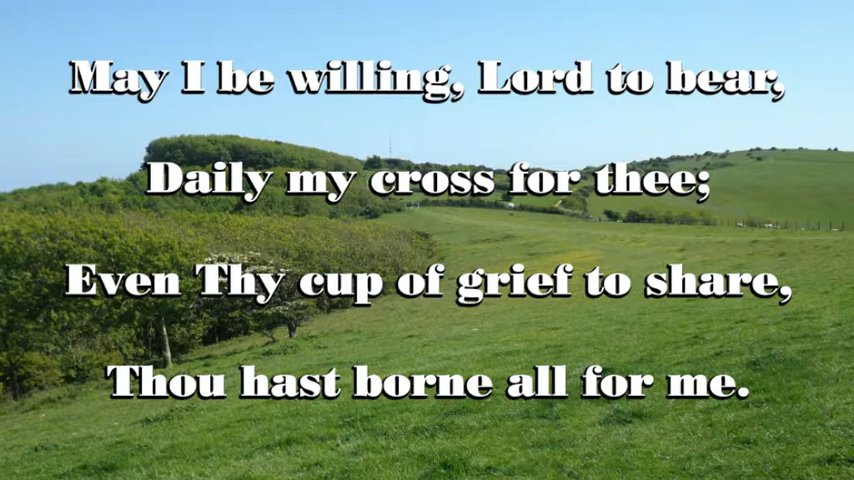 May I be willing, Lord to bear,
Daily my cross for thee;
Even Thy cup of grief to share,
Thou hast borne all for me.